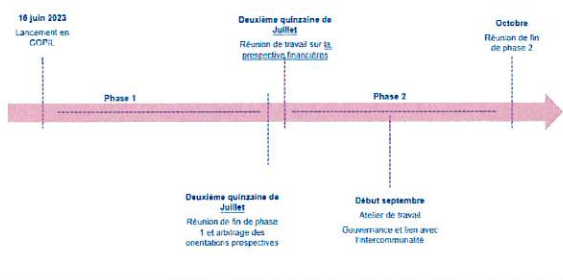 16 juin 2023
Lancement en
COPIL
Deuxième quinzaine de
Juillet
Réunion de travail sur la
prospective financières
Octobre
Réunion de fin
de phase 2
Phase 1
Phase 2
Deuxième quinzaine de
Juillet
Réunion de fin de phase
1 et arbitrage des
orientations prospectives
Début septembre
Atelier de travail
Gouvernance et lien avec
l'intercommunalité